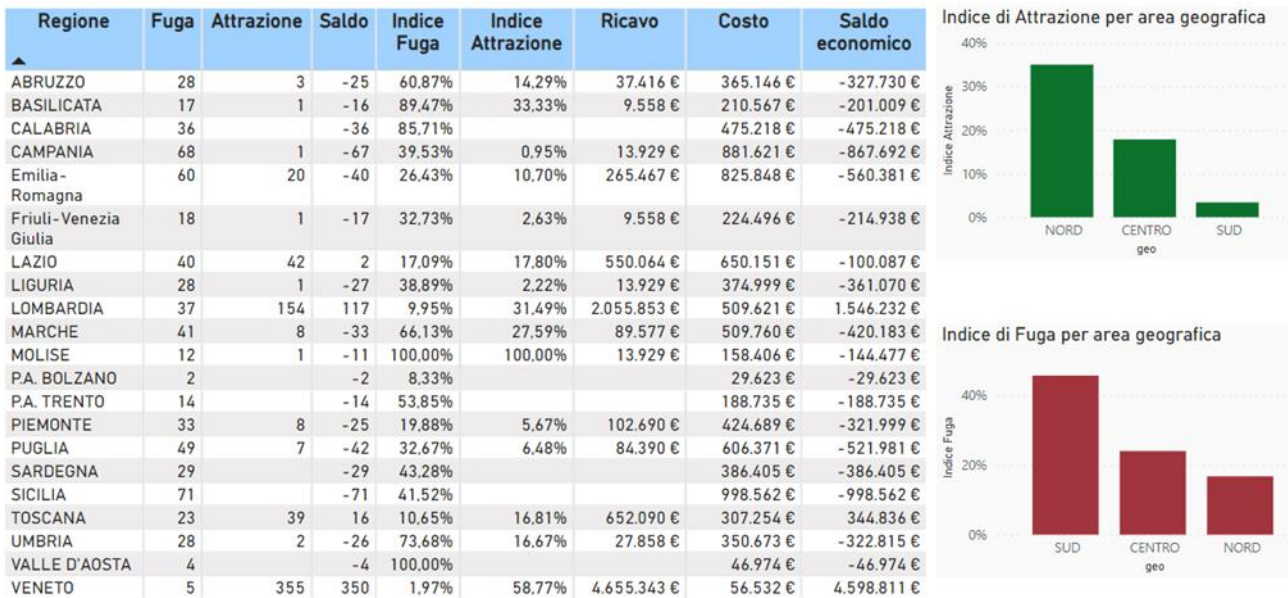 Regione Fuga Attrazione Saldo Indice Fuga Indice Attrazione Ricavo Costo Saldo economico
ABRUZZO 28 3 -25 60,87% 14,29% 37.416 € 365.146 € -327.730 €
BASILICATA 17 1 -16 89,47% 33,33% 9.558 € 210.567 € -201.009 €
CALABRIA 36 -36 85,71% 475.218 € -475.218 €
CAMPANIA 68 1 -67 39,53% 0,95% 13.929 € 881.621 € -867.692 €
Emilia-Romagna 60 20 -40 26,43% 10,70% 265.467 € 825.848 € -560.381 €
Friuli-Venezia Giulia 18 1 -17 32,73% 2,63% 9.558 € 224.496 € -214.938 €
LAZIO 40 42 2 17,09% 17,80% 550.064 € 650.151 € -100.087 €
LIGURIA 28 1 -27 38,89% 2,22% 13.929 € 374.999 € -361.070 €
LOMBARDIA 37 154 117 9,95% 31,49% 2.055.853 € 509.621 € 1.546.232 €
MARCHE 41 8 -33 66,13% 27,59% 89.577 € 509.760 € -420.183 €
MOLISE 12 1 -11 100,00% 100,00% 13.929 € 158.406 € -144.477 €
P.A. BOLZANO 2 -2 8,33% 29.623 € -29.623 €
P.A. TRENTO 14 -14 53,85% 188.735 € -188.735 €
PIEMONTE 33 8 -25 19,88% 5,67% 102.690 € 424.689 € -321.999 €
PUGLIA 49 7 -42 32,67% 6,48% 84.390 € 606.371 € -521.981 €
SARDEGNA 29 -29 43,28% 386.405 € -386.405 €
SICILIA 71 -71 41,52% 998.562 € -998.562 €
TOSCANA 23 39 16 10,65% 16,81% 652.090 € 307.254 € 344.836 €
UMBRIA 28 2 -26 73,68% 16,67% 27.858 € 350.673 € -322.815 €
VALLE D'AOSTA 4 -4 100,00% 46.974 € -46.974 €
VENETO 5 355 350 1,97% 58,77% 4.655.343 € 56.532 € 4.598.811 €
Indice di Attrazione per area geografica
Indice Attrazione
40%
30%
20%
10%
0%
NORD CENTRO SUD
geo
Indice di Fuga per area geografica
Indice Fuga
40%
20%
0%
SUD CENTRO NORD
geo